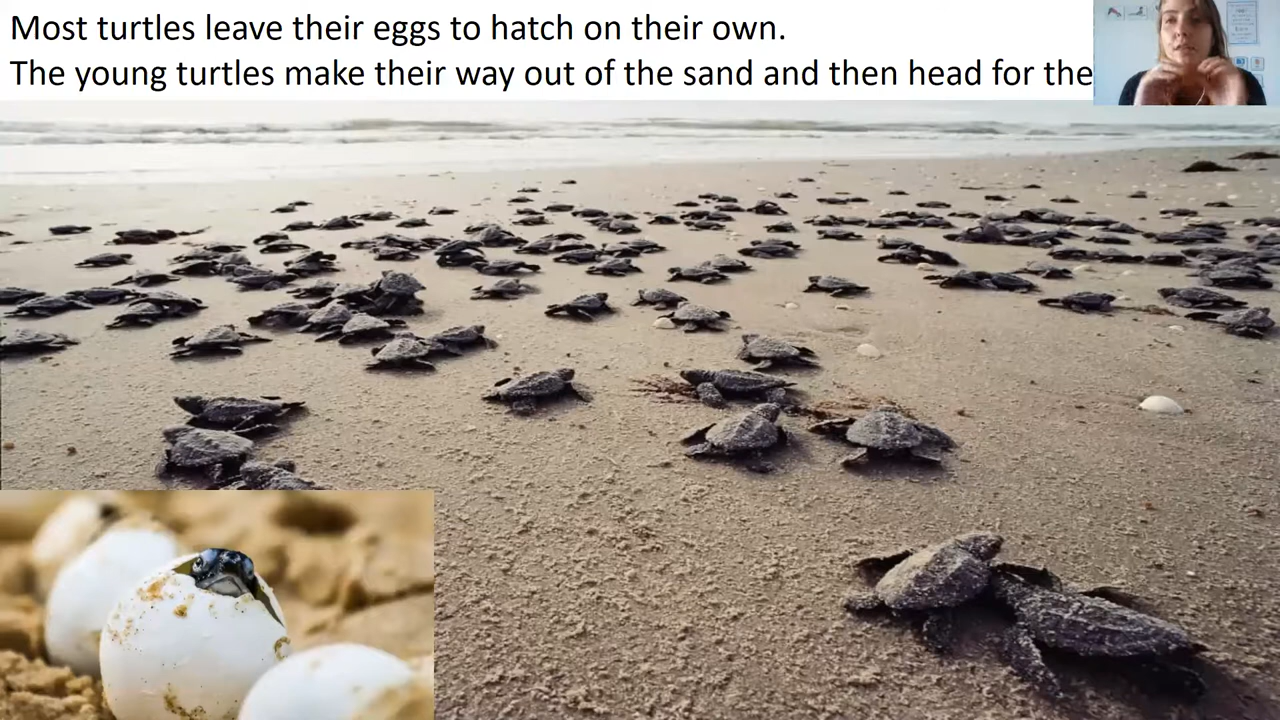 Most turtles leave their eggs to hatch on their own.
The young turtles make their way out of the sand and then head for the